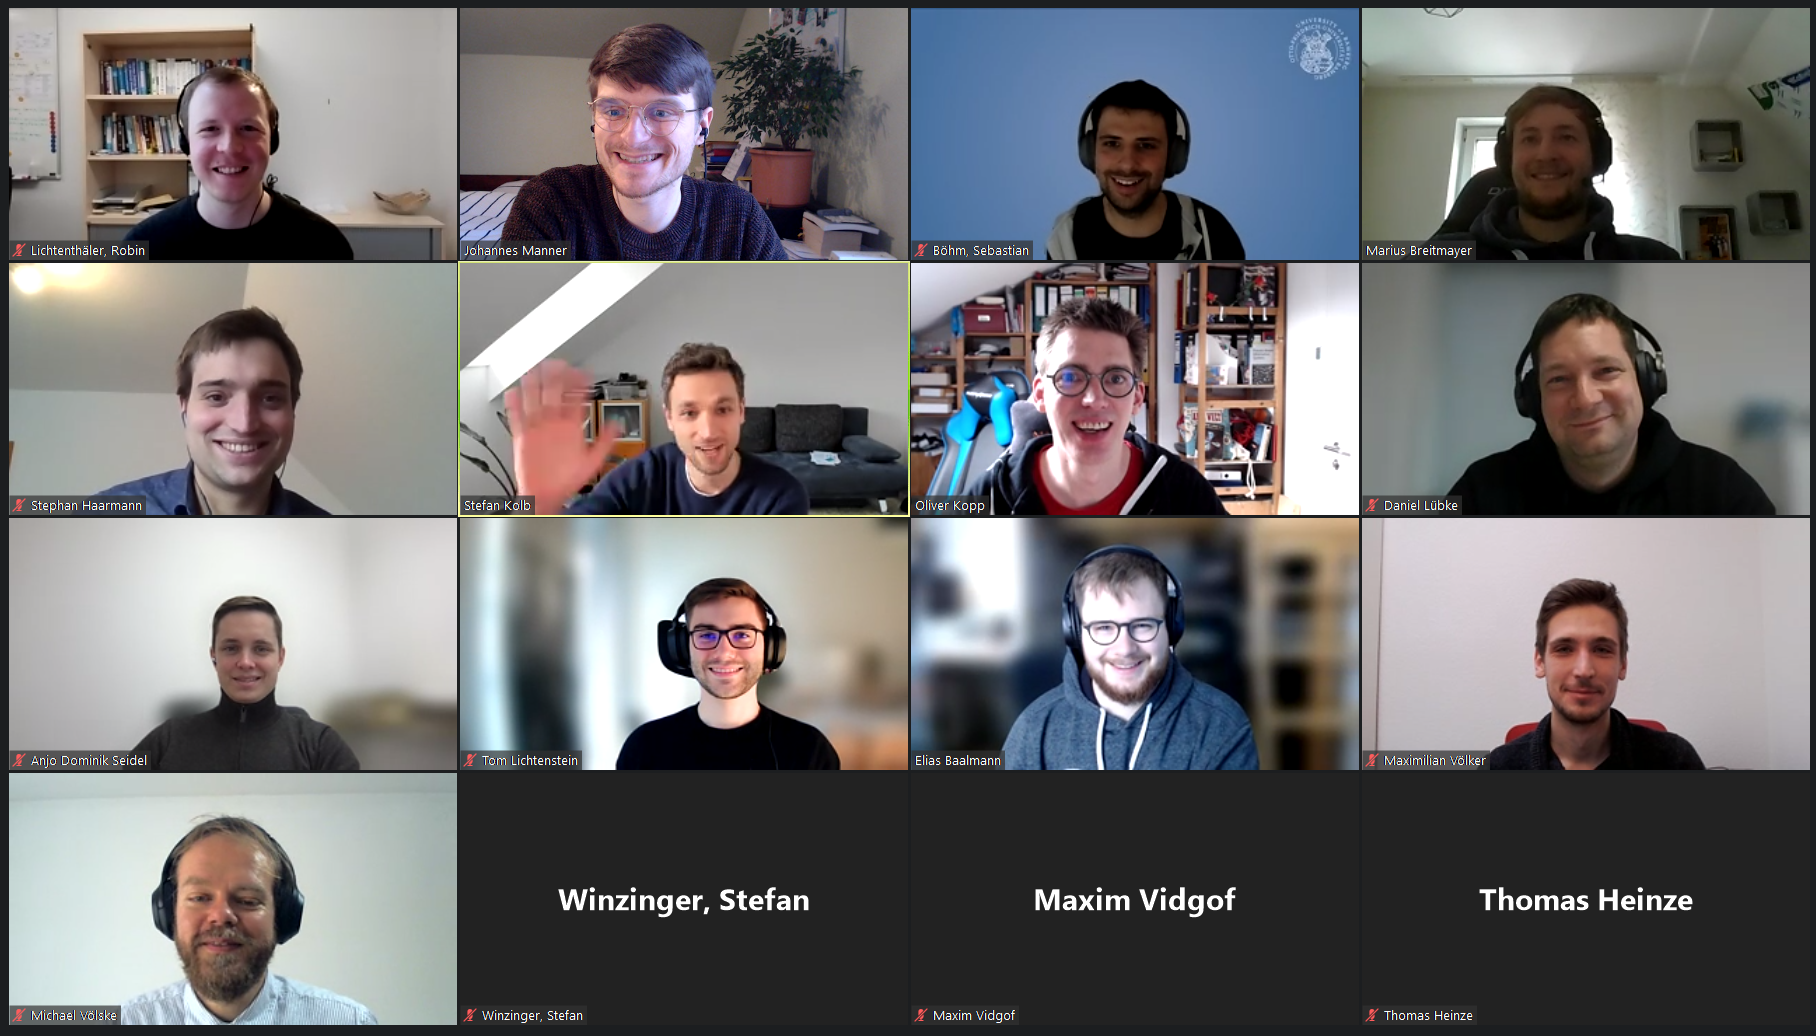 Lichtenthäler, Robin
Johannes Manner
Böhm, Sebastian
Marius Breitmayer
Stephan Haarmann
Stefan Kolb
Oliver Kopp
Daniel Lübke
Anjo Dominik Seidel
Tom Lichtenstein
Elias Baalmann
Maximilian Völker
Michael Völske
Winzinger, Stefan
Winzinger, Stefan
Maxim Vidgof
Maxim Vidgof
Thomas Heinze
Thomas Heinze